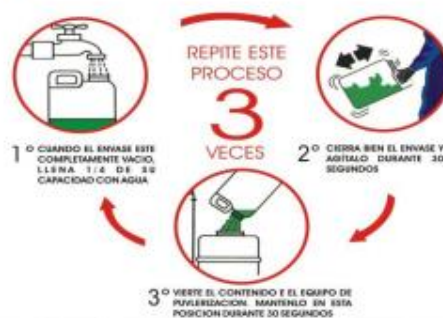 REPITE ESTE
PROCESO
3
VECES
1º CUANDO EL ENVASE ESTE
COMPLETAMENTE VACIO,
LLENA 1/4 DE SU
CAPACIDAD CON AGUA
2º CIERRA BIEN EL ENVASE Y
AGÍTALO DURANTE 30
SEGUNDOS
3º VIERTE EL CONTENIDO E EL EQUIPO DE
PUVLERIZACION. MANTENLO EN ESTA
POSICION DURANTE 30 SEGUNDOS